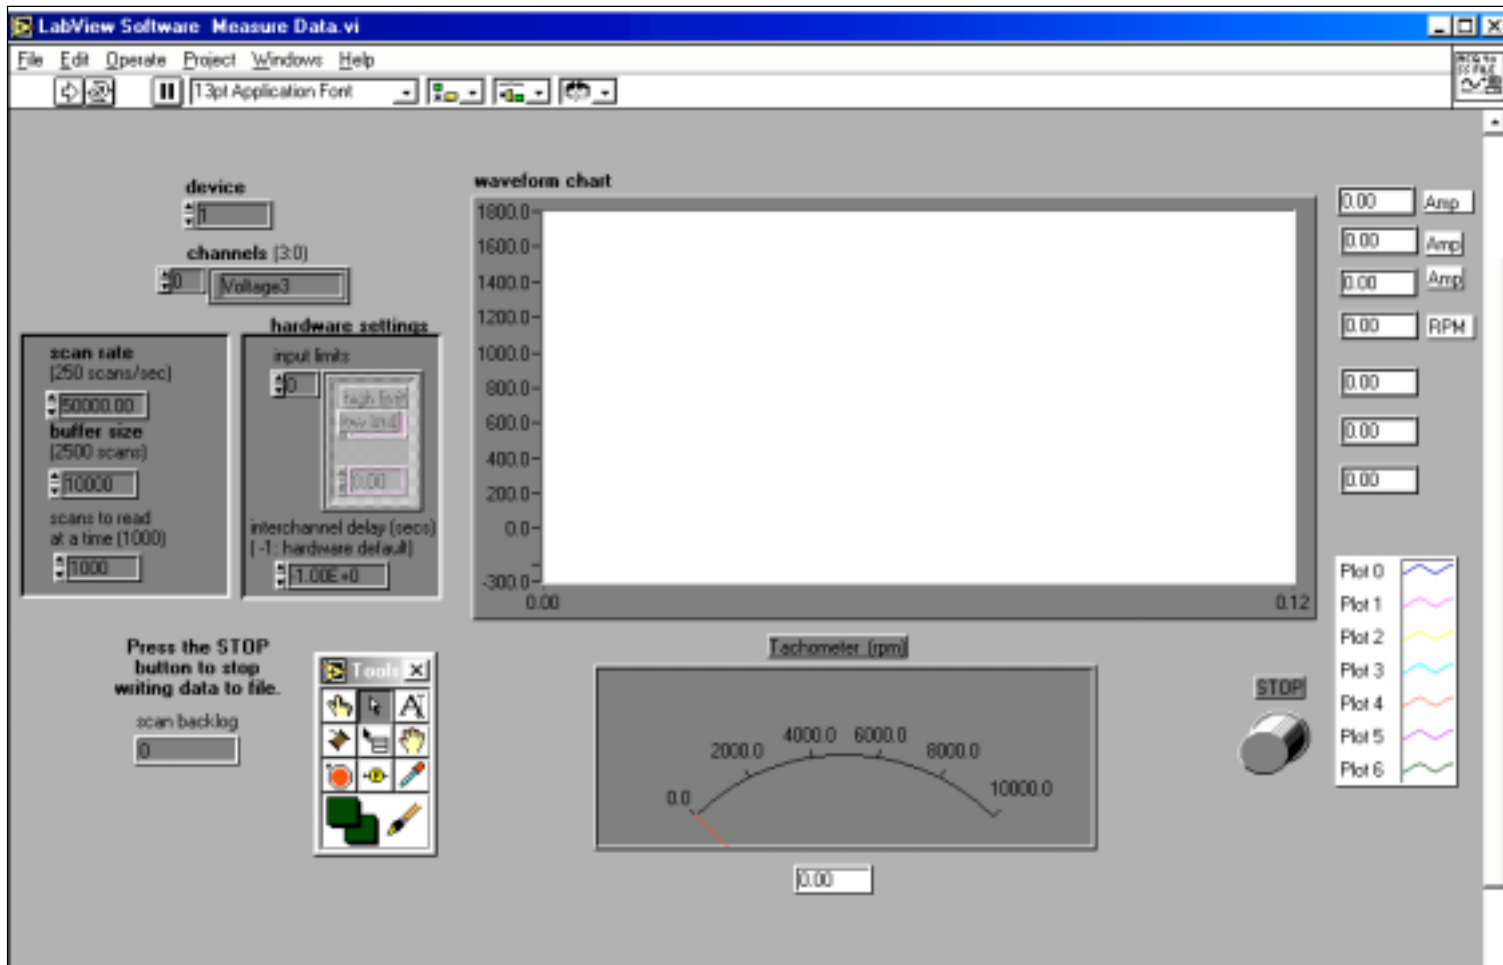 LabView Software Measure Data.vi
File Edit Operate Project Windows Help
13pt Application Font
device
1
channels (3:0)
0 Voltage3
scan rate
(250 scans/sec)
50000.00
buffer size
(2500 scans)
10000
scans to read
at a time (1000)
1000
hardware settings
input limits
0
high limit
low limit
0.00
interchannel delay (secs)
( -1: hardware default)
-1.00E+0
waveform chart
1800.0
1600.0
1400.0
1200.0
1000.0
800.0
600.0
400.0
200.0
0.0
-300.0
0.00 0.12
0.00 Amp
0.00 Amp
0.00 Amp
0.00 RPM
0.00
0.00
0.00
Plot 0
Plot 1
Plot 2
Plot 3
Plot 4
Plot 5
Plot 6
Press the STOP
button to stop
writing data to file.
scan backlog
0
Tools
A
Tachometer (rpm)
0.0 2000.0 4000.0 6000.0 8000.0 10000.0
0.00
STOP